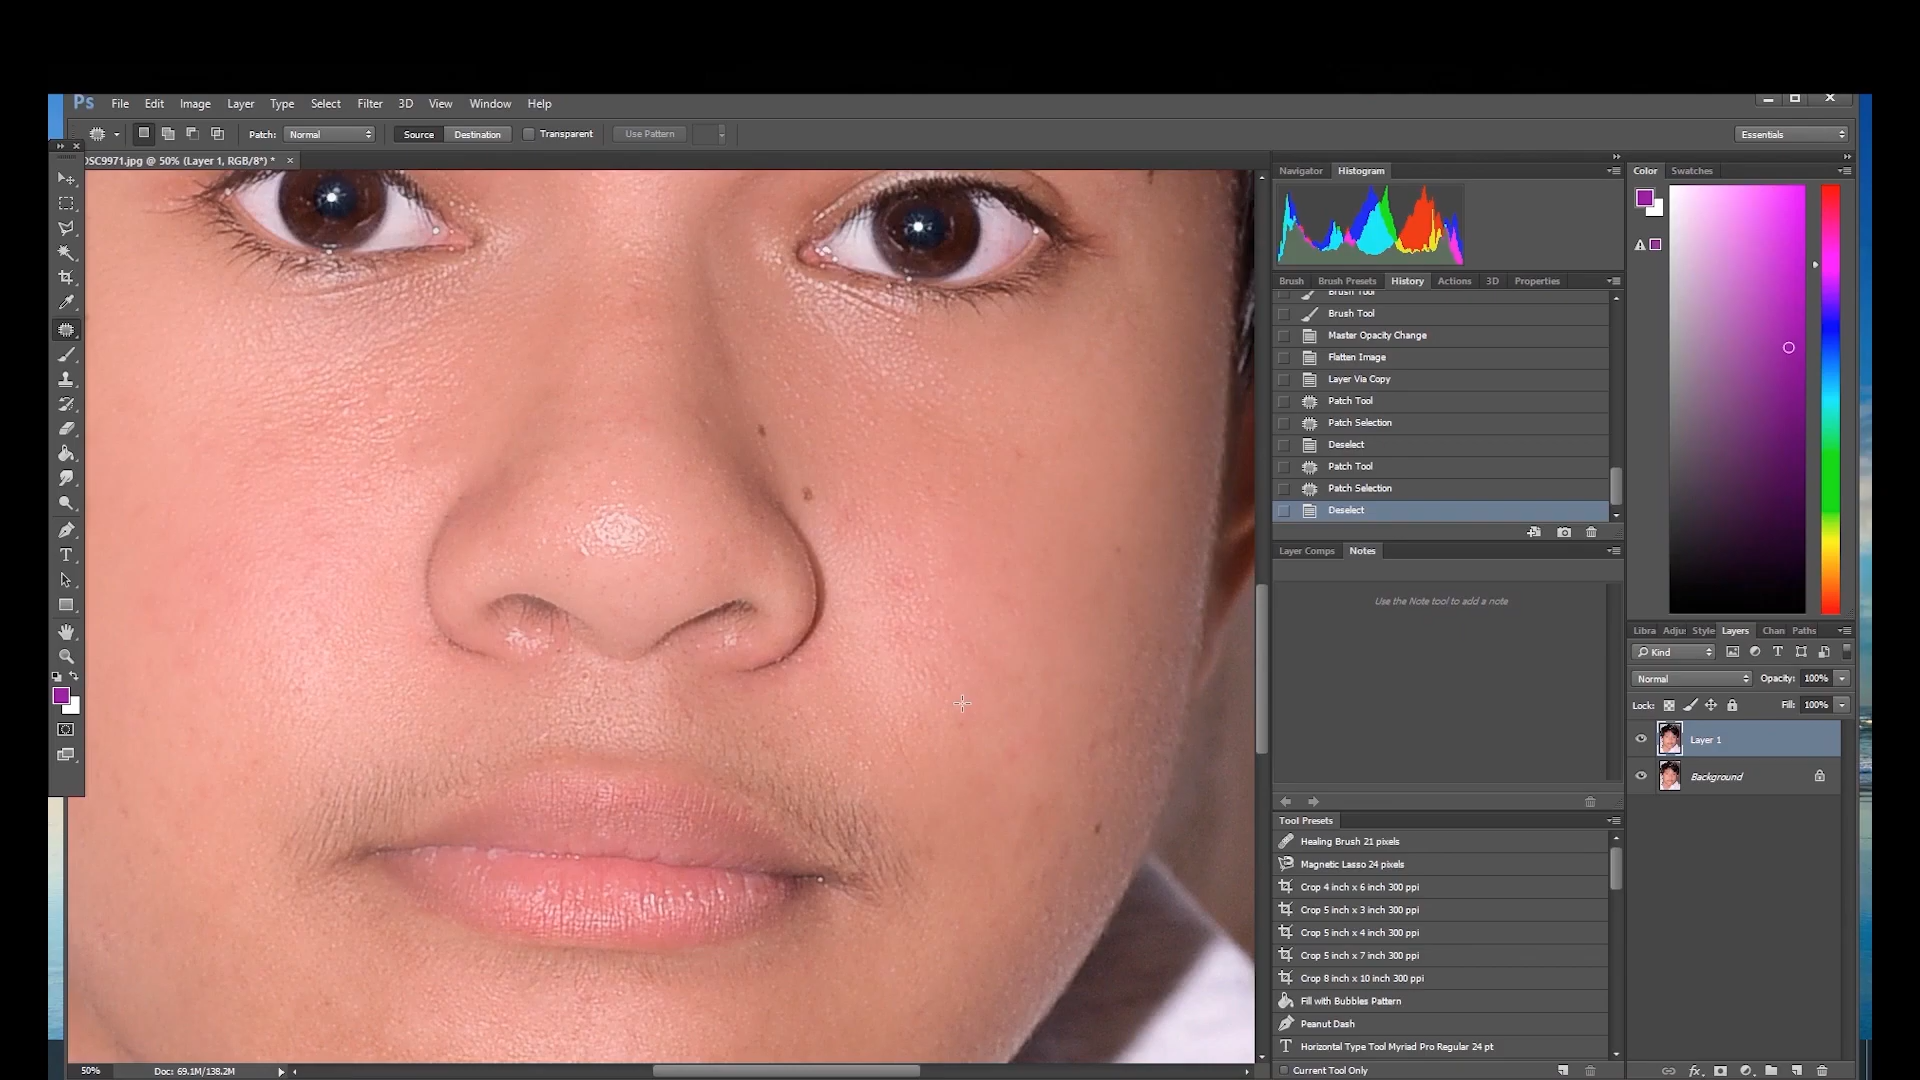 Ps File Edit Image Layer Type Select Filter 3D View Window Help
Patch: Normal Source Destination Transparent Use Pattern Essentials
DSC9971.jpg @ 50% (Layer 1, RGB/8*) *
Navigator Histogram
Color Swatches
Brush Brush Presets History Actions 3D Properties
Brush Tool
Brush Tool
Master Opacity Change
Flatten Image
Layer Via Copy
Patch Tool
Patch Selection
Deselect
Patch Tool
Patch Selection
Deselect
Layer Comps Notes
Use the Note tool to add a note
Libra Adju Style Layers Chan Paths
Kind
Normal Opacity: 100%
Lock: Fill: 100%
Layer 1
Background
Tool Presets
Healing Brush 21 pixels
Magnetic Lasso 24 pixels
Crop 4 inch x 6 inch 300 ppi
Crop 5 inch x 3 inch 300 ppi
Crop 5 inch x 4 inch 300 ppi
Crop 5 inch x 7 inch 300 ppi
Crop 8 inch x 10 inch 300 ppi
Fill with Bubbles Pattern
Peanut Dash
Horizontal Type Tool Myriad Pro Regular 24 pt
Current Tool Only
50% Doc: 69.1M/138.2M